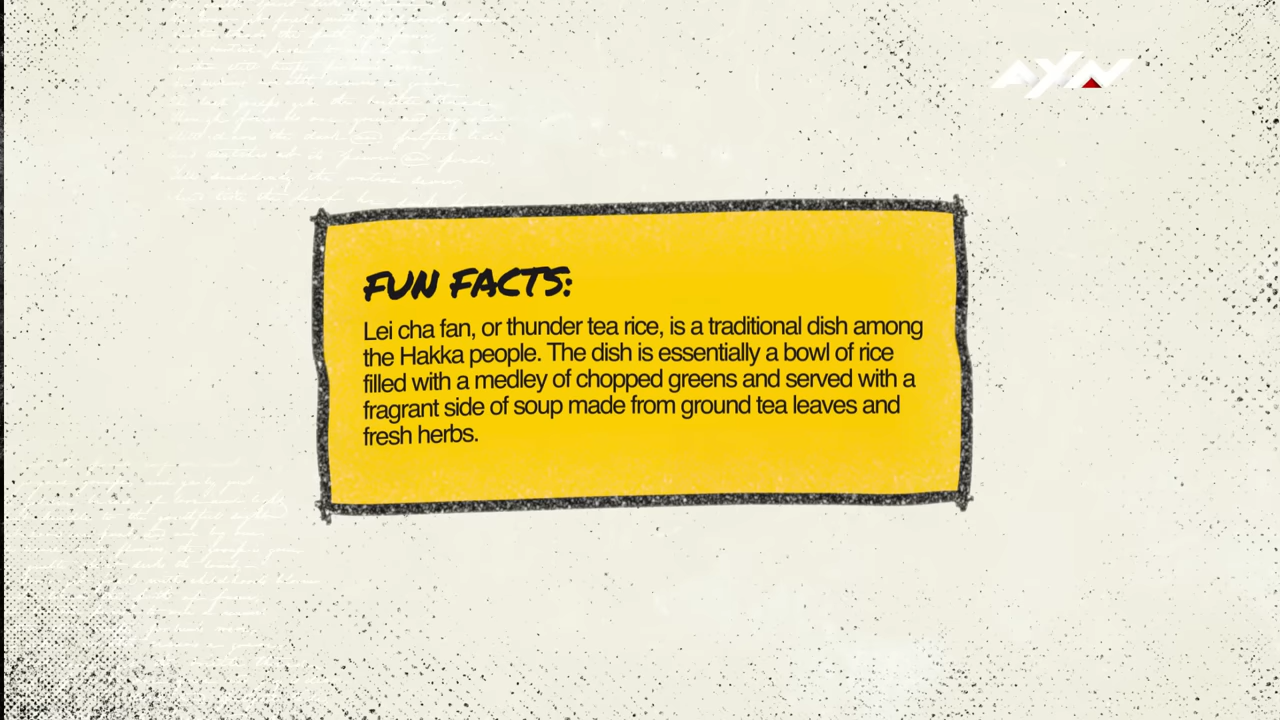 AXN
FUN FACTS:
Lei cha fan, or thunder tea rice, is a traditional dish among
the Hakka people. The dish is essentially a bowl of rice
filled with a medley of chopped greens and served with a
fragrant side of soup made from ground tea leaves and
fresh herbs.